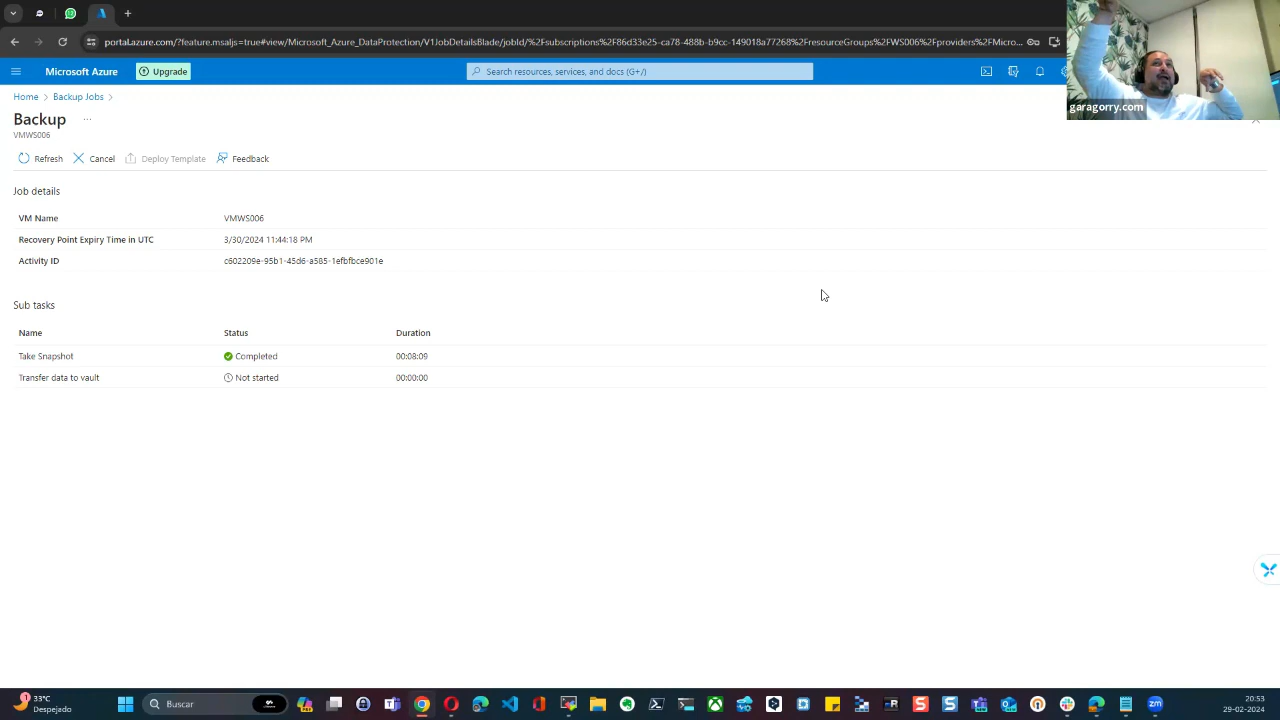 portal.azure.com/?feature.msaljs=true#view/Microsoft_Azure_DataProtection/V1JobDetailsBlade/jobId/%2Fsubscriptions%2F86d33e25-ca78-488b-b9cc-149018a77268%2FresourceGroups%2FWS006%2Fproviders%2FMicro...
Microsoft Azure
Upgrade
Search resources, services, and docs (G+/)
garagorry.com
Home > Backup Jobs >
Backup ...
VMWS006
Refresh Cancel Deploy Template Feedback
Job details
VM Name VMWS006
Recovery Point Expiry Time in UTC 3/30/2024 11:44:18 PM
Activity ID c602209e-95b1-45d6-a585-1efbfbce901e
Sub tasks
Name Status Duration
Take Snapshot Completed 00:08:09
Transfer data to vault Not started 00:00:00
1
33°C
Despejado
Buscar
zm
20:53
29-02-2024